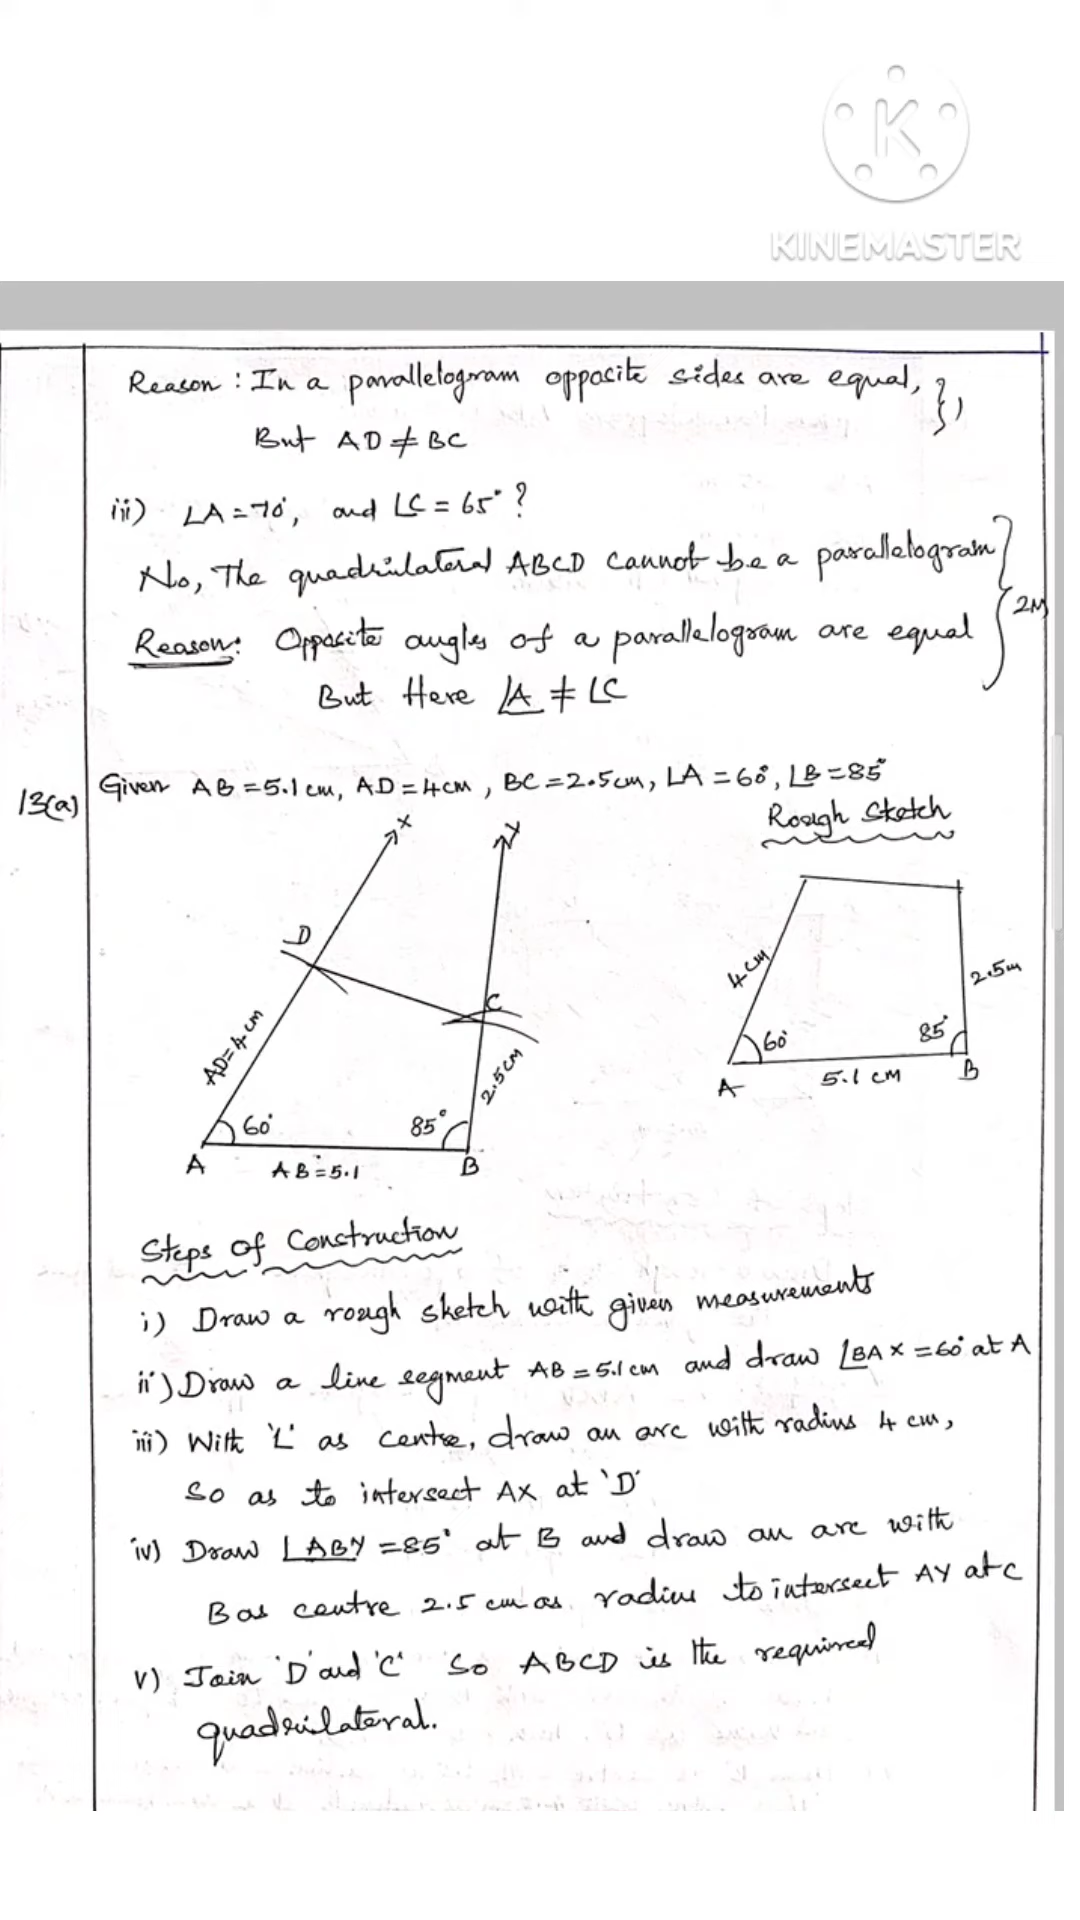 K
KINEMASTER
Reason : In a parallelogram opposite sides are equal, } 1
But AD ≠ BC
iii) ∠A = 70°, and ∠C = 65° ?
No, The quadrilateral ABCD cannot be a parallelogram
Reason: Opposite angles of a parallelogram are equal
But Here ∠A ≠ ∠C
2M
13(a) Given AB = 5.1 cm, AD = 4 cm, BC = 2.5 cm, ∠A = 60°, ∠B = 85°
Rough Sketch
X
Y
D
C
AD = 4 cm
2.5 cm
60°
85°
A
AB = 5.1
B
4 cm
2.5 m
60°
85°
A
5.1 cm
B
Steps of Construction
i) Draw a rough sketch with given measurements
ii) Draw a line segment AB = 5.1 cm and draw ∠BAX = 60° at A
iii) With 'L' as centre, draw an arc with radius 4 cm,
So as to intersect AX at 'D'
iv) Draw ∠ABY = 85° at B and draw an arc with
B as centre 2.5 cm as radius to intersect AY at C
v) Join 'D' and 'C' So ABCD is the required
quadrilateral.